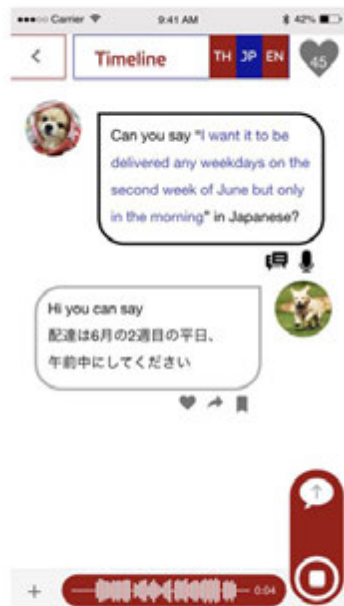 Carrier 9:41 AM 42%
Timeline TH JP EN 45
Can you say "I want it to be
delivered any weekdays on the
second week of June but only
in the morning" in Japanese?
Hi you can say
配達は6月の2週目の平日、
午前中にしてください
0:04